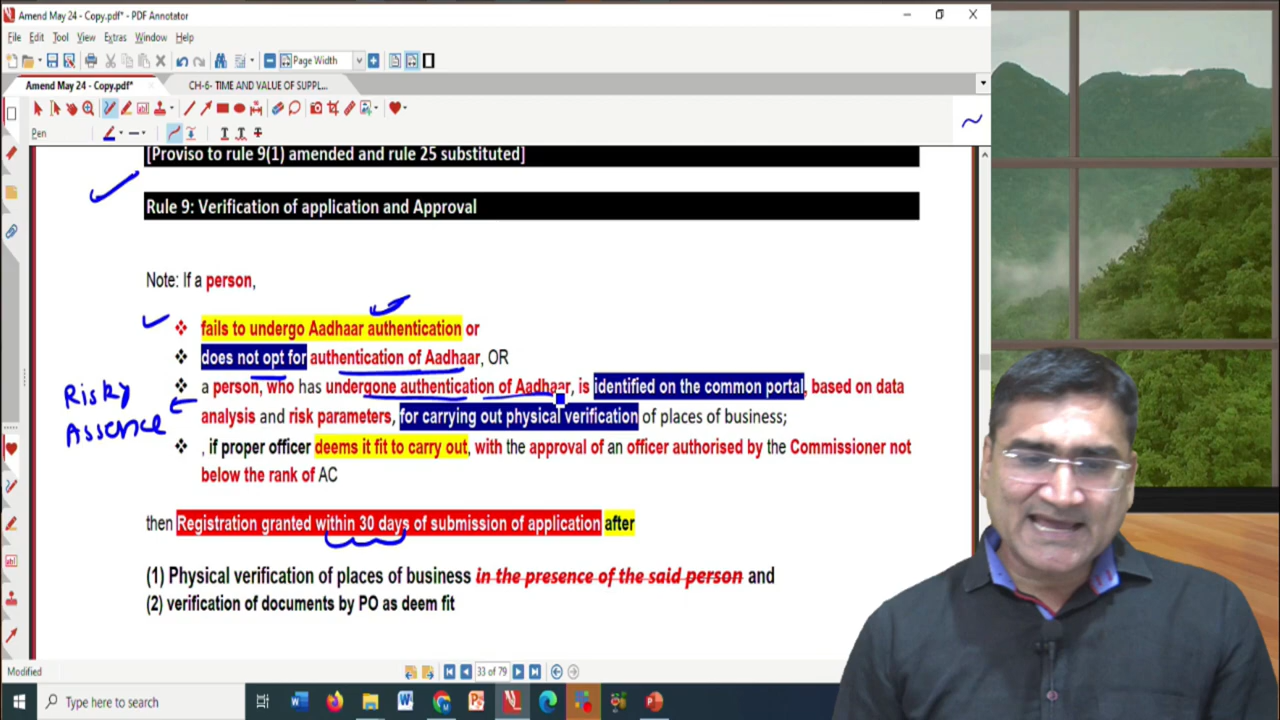 Amend May 24 - Copy.pdf* - PDF Annotator
File Edit Tool View Extras Window Help
Page Width
Amend May 24 - Copy.pdf* CH-6- TIME AND VALUE OF SUPPL...
Pen
[Proviso to rule 9(1) amended and rule 25 substituted]
Rule 9: Verification of application and Approval
Note: If a person,
fails to undergo Aadhaar authentication or
does not opt for authentication of Aadhaar, OR
a person, who has undergone authentication of Aadhaar, is identified on the common portal, based on data
analysis and risk parameters, for carrying out physical verification of places of business;
Risky
Assence
, if proper officer deems it fit to carry out, with the approval of an officer authorised by the Commissioner not
below the rank of AC
then Registration granted within 30 days of submission of application after
(1) Physical verification of places of business in the presence of the said person and
(2) verification of documents by PO as deem fit
Modified 33 of 79
Type here to search